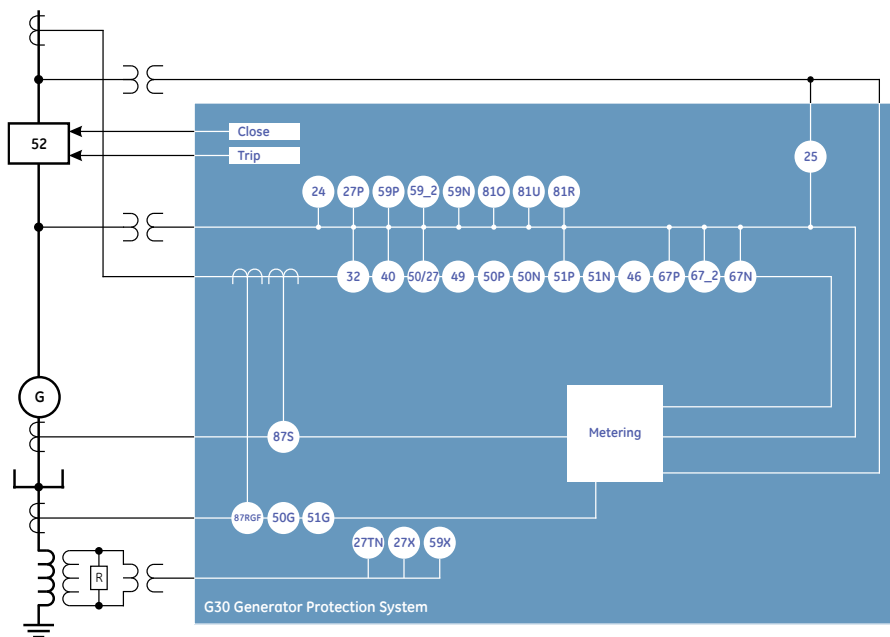 Close
52
Trip
25
24 27P 59P 59_2 59N 81O 81U 81R
32 40 50/27 49 50P 50N 51P 51N 46 67P 67_2 67N
G
Metering
87S
87RGF 50G 51G
27TN 27X 59X
R
G30 Generator Protection System